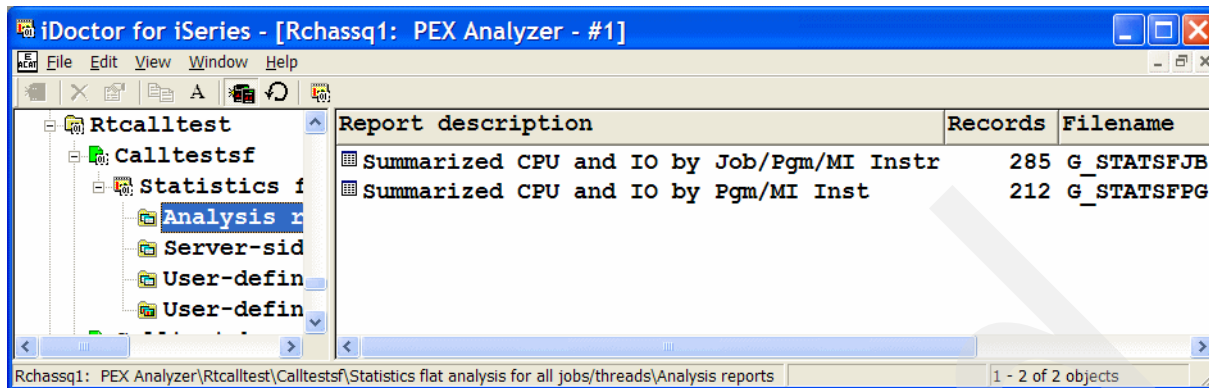 iDoctor for iSeries - [Rchassq1: PEX Analyzer - #1]
File Edit View Window Help
Rtcalltest
Calltestsf
Statistics f
Analysis r
Server-sid
User-defin
User-defin
Report description Records Filename
Summarized CPU and IO by Job/Pgm/MI Instr 285 G_STATSFJB
Summarized CPU and IO by Pgm/MI Inst 212 G_STATSFPG
Rchassq1: PEX Analyzer\Rtcalltest\Calltestsf\Statistics flat analysis for all jobs/threads\Analysis reports 1 - 2 of 2 objects